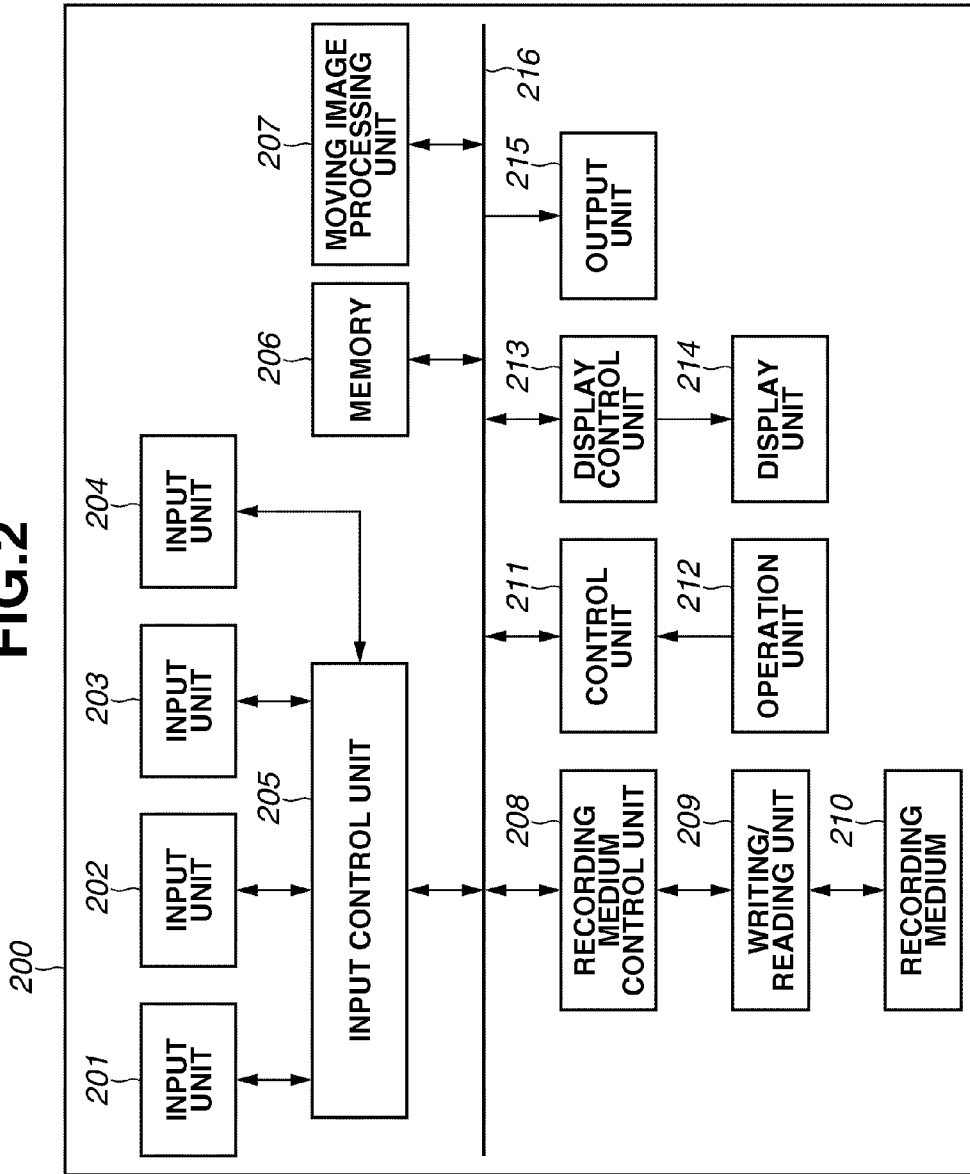 FIG.2
200
201
INPUT
UNIT
202
INPUT
UNIT
203
INPUT
UNIT
204
INPUT
UNIT
205
INPUT CONTROL UNIT
206
MEMORY
207
MOVING IMAGE
PROCESSING
UNIT
216
208
RECORDING
MEDIUM
CONTROL UNIT
209
WRITING/
READING UNIT
210
RECORDING
MEDIUM
211
CONTROL
UNIT
212
OPERATION
UNIT
213
DISPLAY
CONTROL
UNIT
214
DISPLAY
UNIT
215
OUTPUT
UNIT